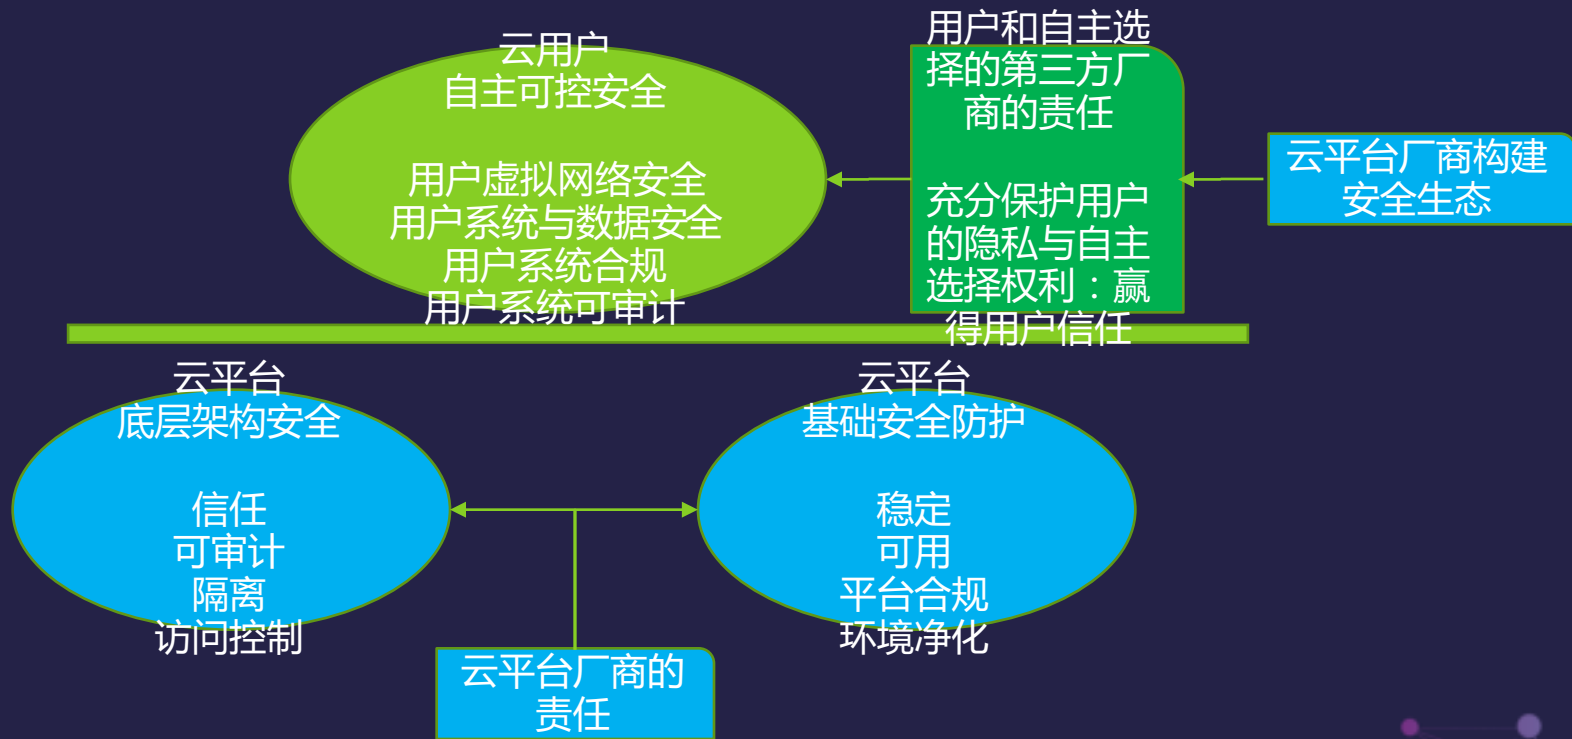 云用户
自主可控安全
用户虚拟网络安全
用户系统与数据安全
用户系统合规
用户系统可审计
用户和自主选
择的第三方厂
商的责任
充分保护用户
的隐私与自主
选择权利：赢
得用户信任
云平台厂商构建
安全生态
云平台
底层架构安全
信任
可审计
隔离
访问控制
云平台
基础安全防护
稳定
可用
平台合规
环境净化
云平台厂商的
责任